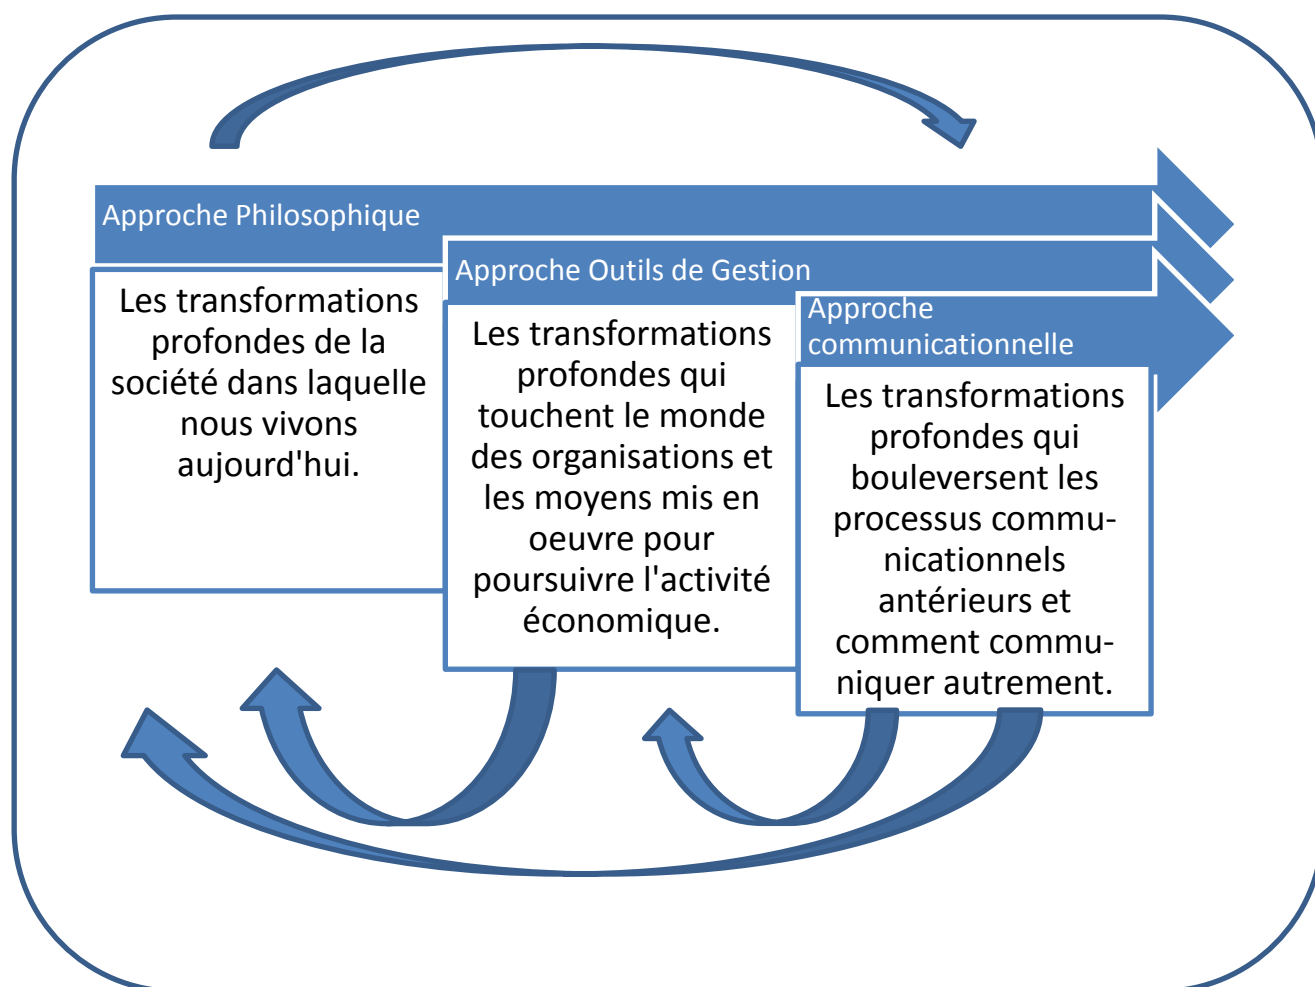 Approche Philosophique
Les transformations
profondes de la
société dans laquelle
nous vivons
aujourd'hui.
Approche Outils de Gestion
Les transformations
profondes qui
touchent le monde
des organisations et
les moyens mis en
oeuvre pour
poursuivre l'activité
économique.
Approche
communicationnelle
Les transformations
profondes qui
bouleversent les
processus commu-
nicationnels
antérieurs et
comment commu-
niquer autrement.